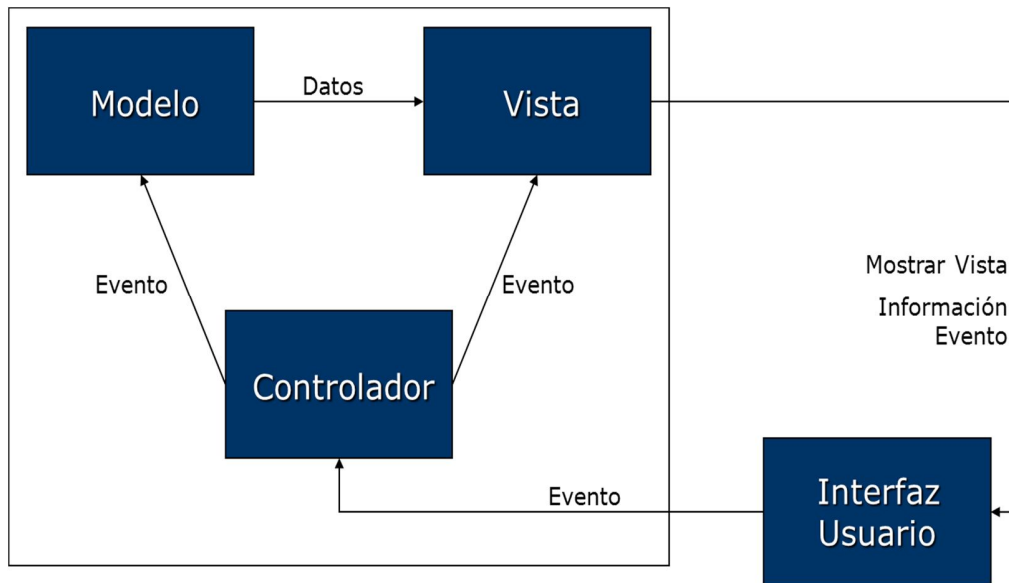 Modelo
Datos
Vista
Evento
Evento
Mostrar Vista
Información
Evento
Controlador
Evento
Interfaz
Usuario